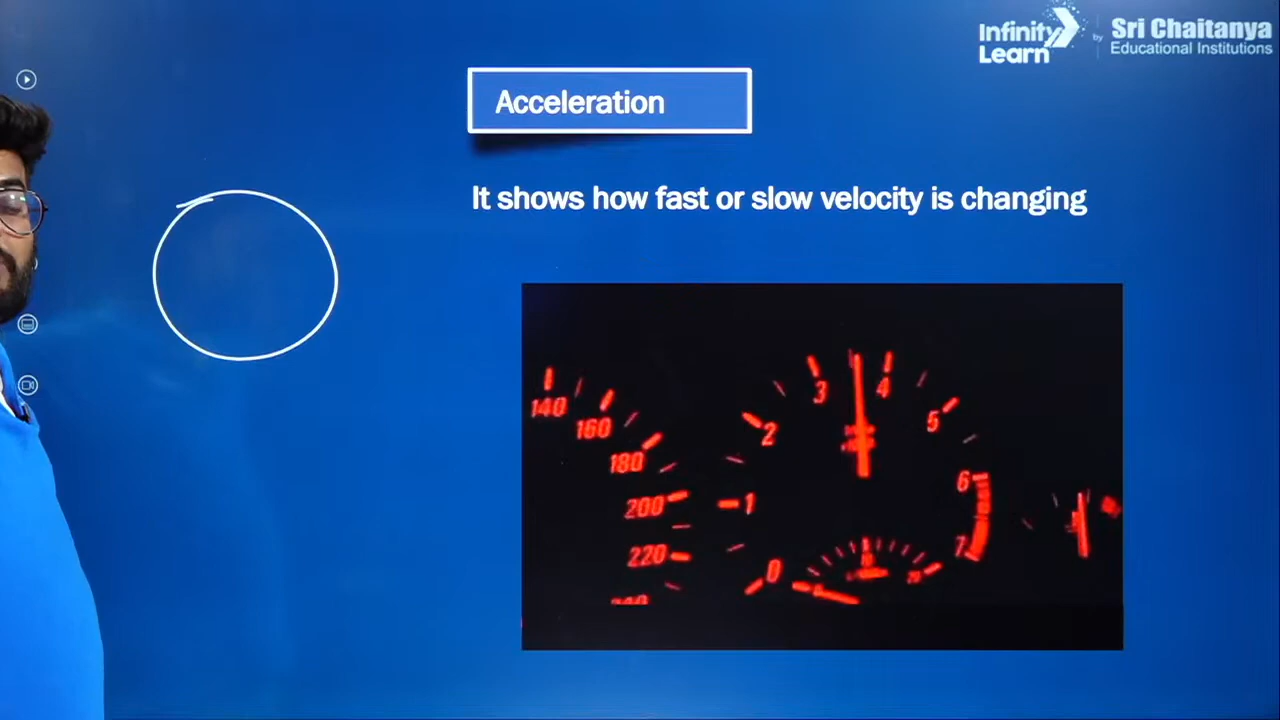 Infinity
Learn
by
Sri Chaitanya
Educational Institutions
Acceleration
It shows how fast or slow velocity is changing
140
160
180
200
220
0
1
2
3
4
5
6
7